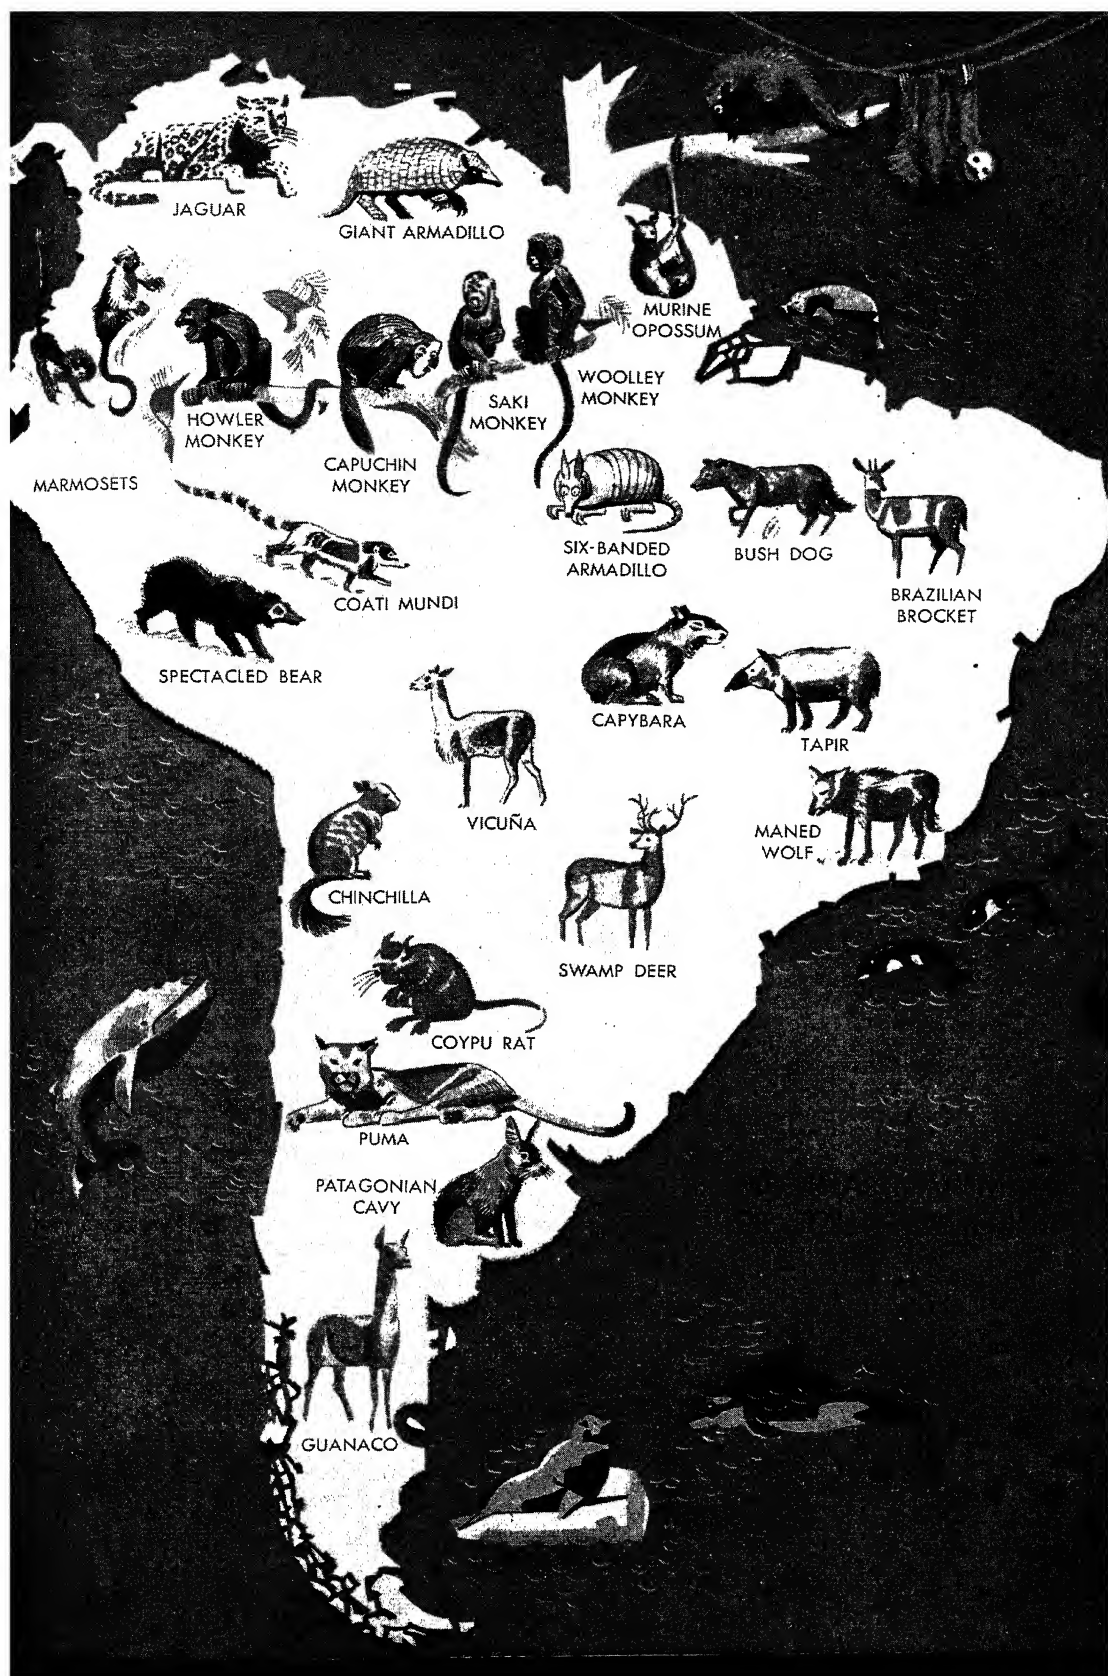 JAGUAR
GIANT ARMADILLO
MURINE
OPOSSUM
HOWLER
MONKEY
CAPUCHIN
MONKEY
SAKI
MONKEY
WOOLLEY
MONKEY
MARMOSETS
COATI MUNDI
SIX-BANDED
ARMADILLO
BUSH DOG
BRAZILIAN
BROCKET
SPECTACLED BEAR
CAPYBARA
TAPIR
VICUÑA
MANED
WOLF
CHINCHILLA
SWAMP DEER
COYPU RAT
PUMA
PATAGONIAN
CAVY
GUANACO